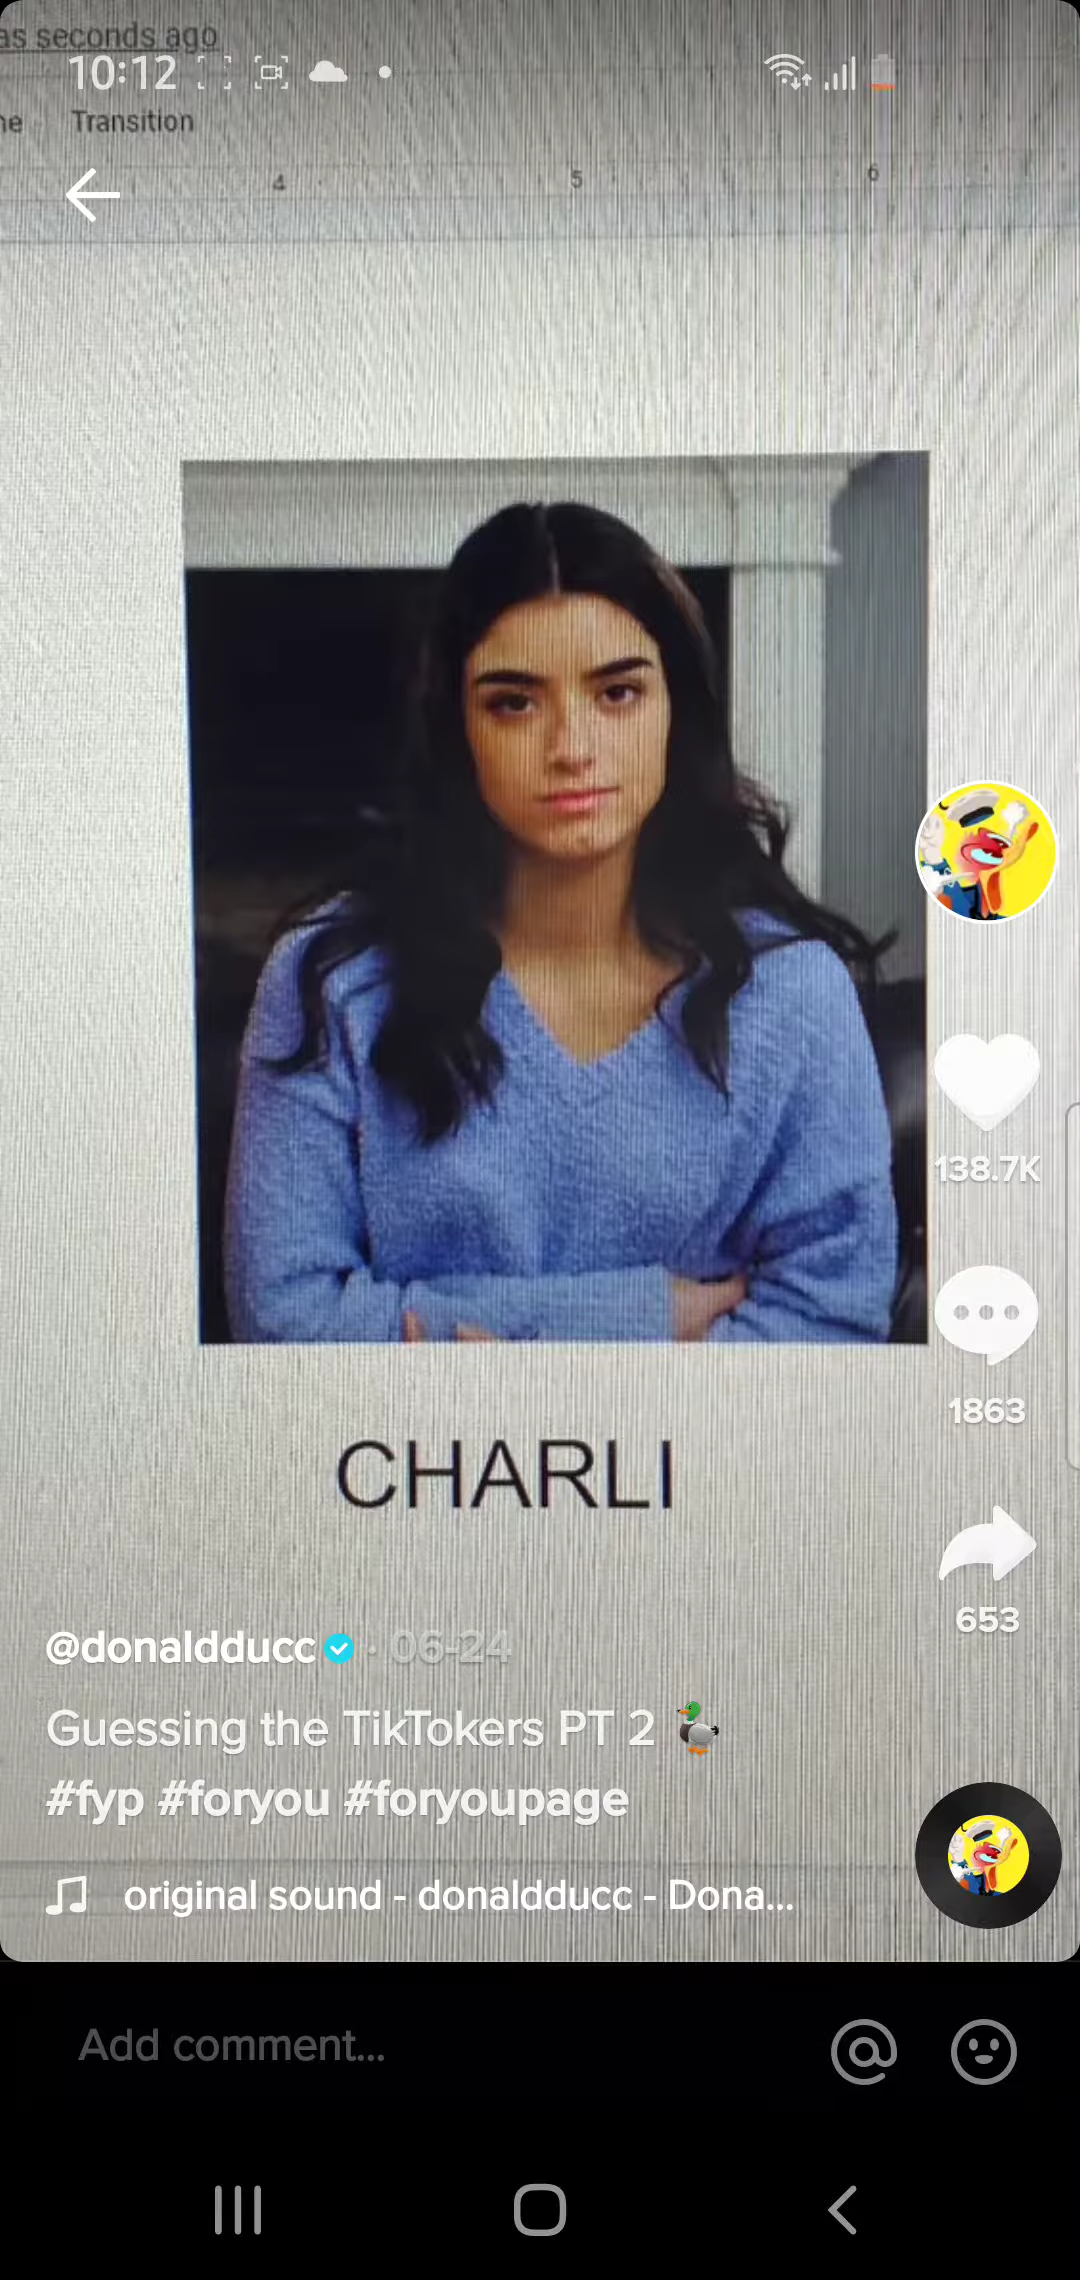 as seconds ago
10:12
Transition
4 5 6
138.7K
1863
CHARLI
653
@donaldducc · 06-24
Guessing the TikTokers PT 2
#fyp #foryou #foryoupage
original sound - donaldducc - Dona...
Add comment...